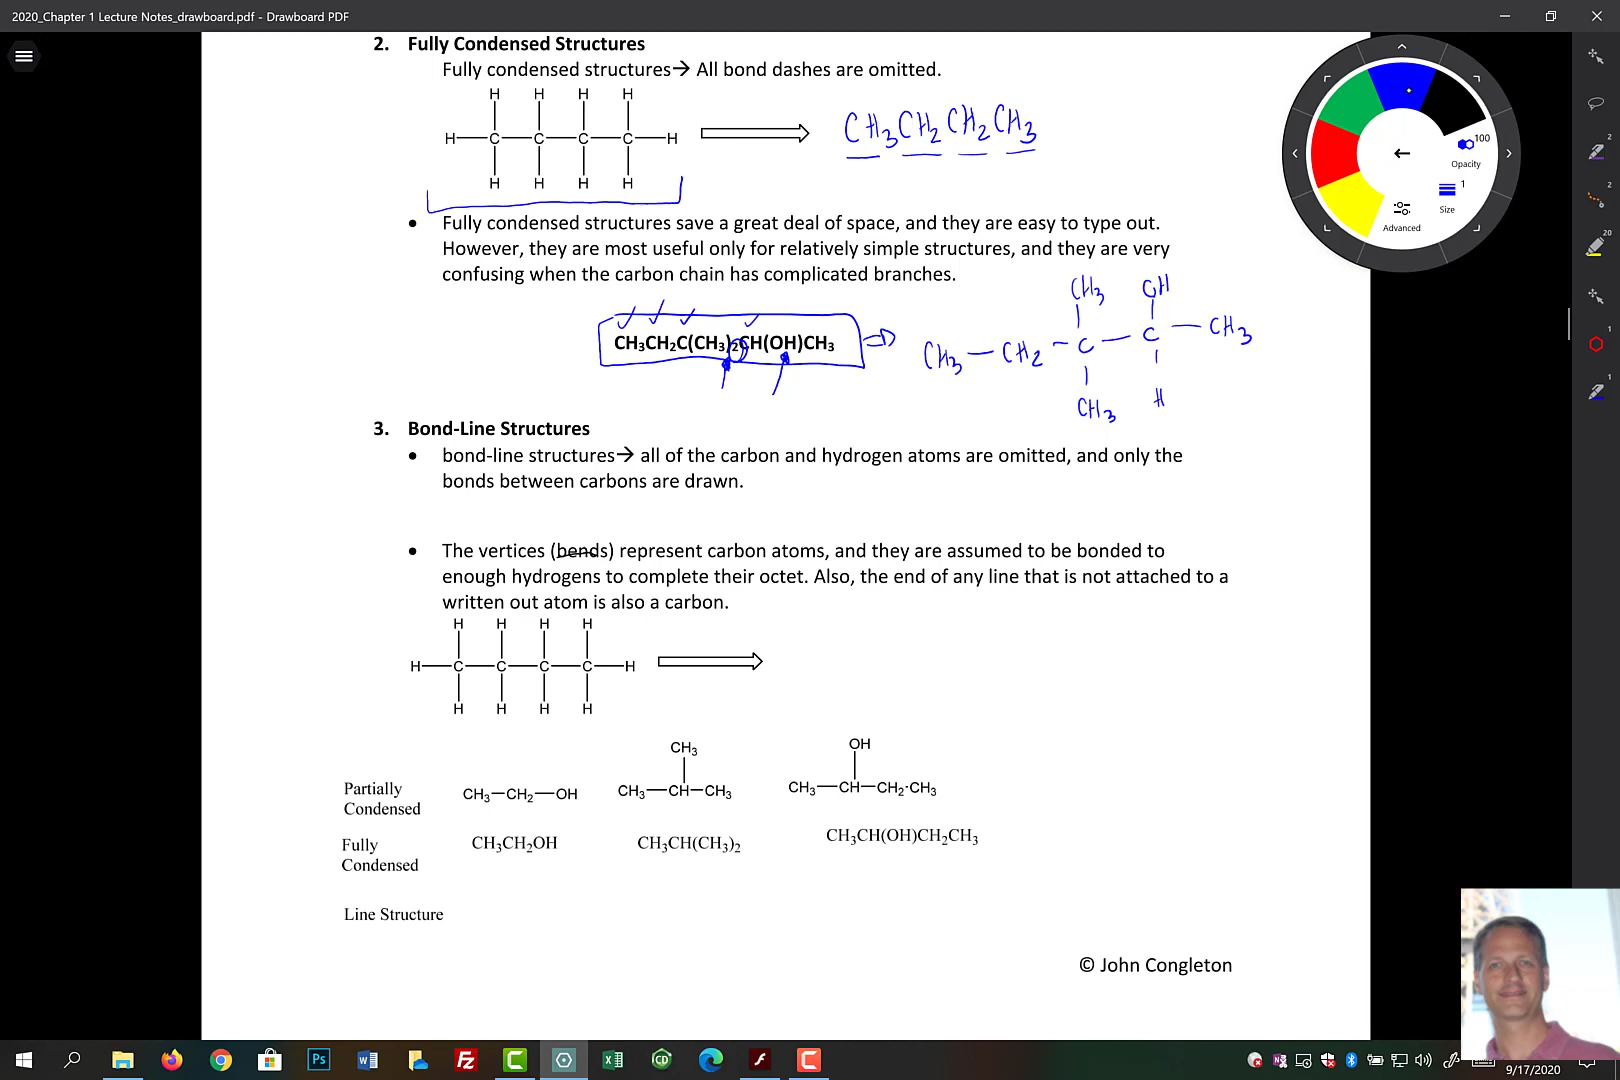 2020_Chapter 1 Lecture Notes_drawboard.pdf - Drawboard PDF
2. Fully Condensed Structures
Fully condensed structures→ All bond dashes are omitted.
H H H H
H—C—C—C—C—H
H H H H
CH₃CH₂CH₂CH₃
• Fully condensed structures save a great deal of space, and they are easy to type out.
However, they are most useful only for relatively simple structures, and they are very
confusing when the carbon chain has complicated branches.
CH₃CH₂C(CH₃)₂CH(OH)CH₃
CH₃ OH
CH₃—CH₂—C—C—CH₃
CH₃ H
3. Bond-Line Structures
• bond-line structures→ all of the carbon and hydrogen atoms are omitted, and only the
bonds between carbons are drawn.
• The vertices (bends) represent carbon atoms, and they are assumed to be bonded to
enough hydrogens to complete their octet. Also, the end of any line that is not attached to a
written out atom is also a carbon.
H H H H
H—C—C—C—C—H
H H H H
Partially
Condensed
CH₃—CH₂—OH
CH₃
CH₃—CH—CH₃
OH
CH₃—CH—CH₂·CH₃
Fully
Condensed
CH₃CH₂OH
CH₃CH(CH₃)₂
CH₃CH(OH)CH₂CH₃
Line Structure
© John Congleton
100
Opacity
1
Size
Advanced
2
2
20
1
1
Ps
9/17/2020